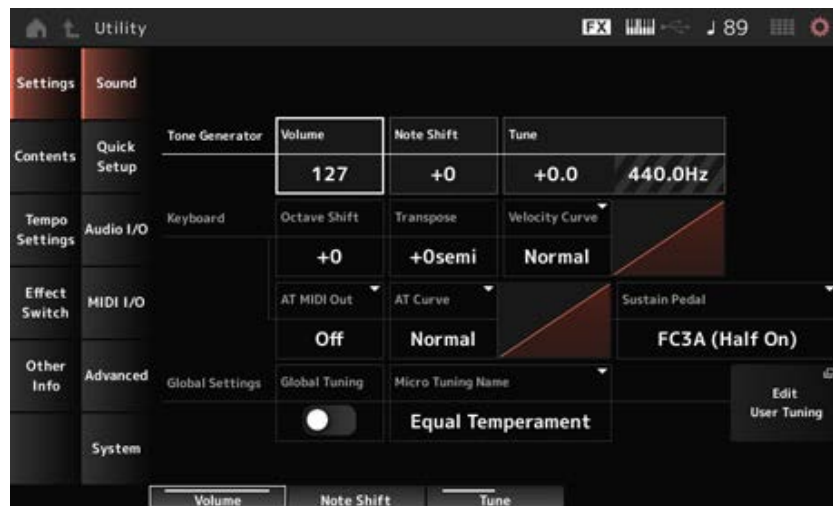 Utility
FX
♩ 89
Settings
Sound
Contents
Quick
Setup
Tempo
Settings
Audio I/O
Effect
Switch
MIDI I/O
Other
Info
Advanced
System
Tone Generator
Volume
127
Note Shift
+0
Tune
+0.0
440.0Hz
Keyboard
Octave Shift
+0
Transpose
+0semi
Velocity Curve
Normal
AT MIDI Out
Off
AT Curve
Normal
Sustain Pedal
FC3A (Half On)
Global Settings
Global Tuning
Micro Tuning Name
Equal Temperament
Edit
User Tuning
Volume
Note Shift
Tune